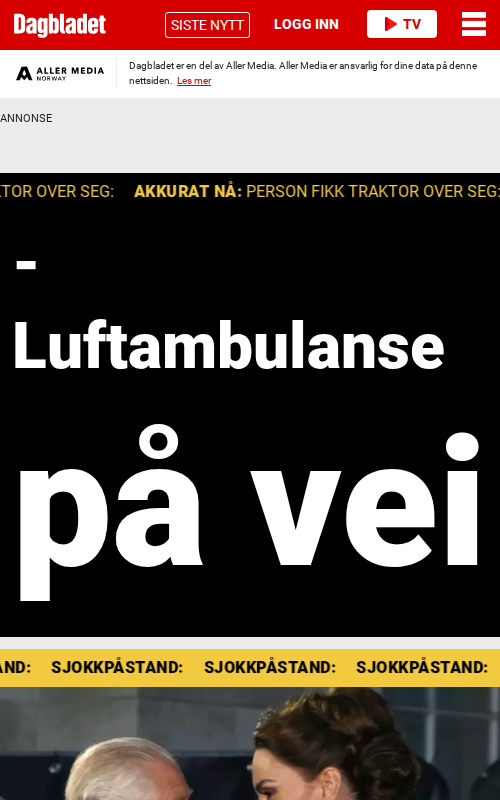 Dagbladet
SISTE NYTT
LOGG INN
TV
ALLER MEDIA
NORWAY
Dagbladet er en del av Aller Media. Aller Media er ansvarlig for dine data på denne
nettsiden. Les mer
ANNONSE
TOR OVER SEG: AKKURAT NÅ: PERSON FIKK TRAKTOR OVER SEG:
-
Luftambulanse
på vei
AND: SJOKKPÅSTAND: SJOKKPÅSTAND: SJOKKPÅSTAND: